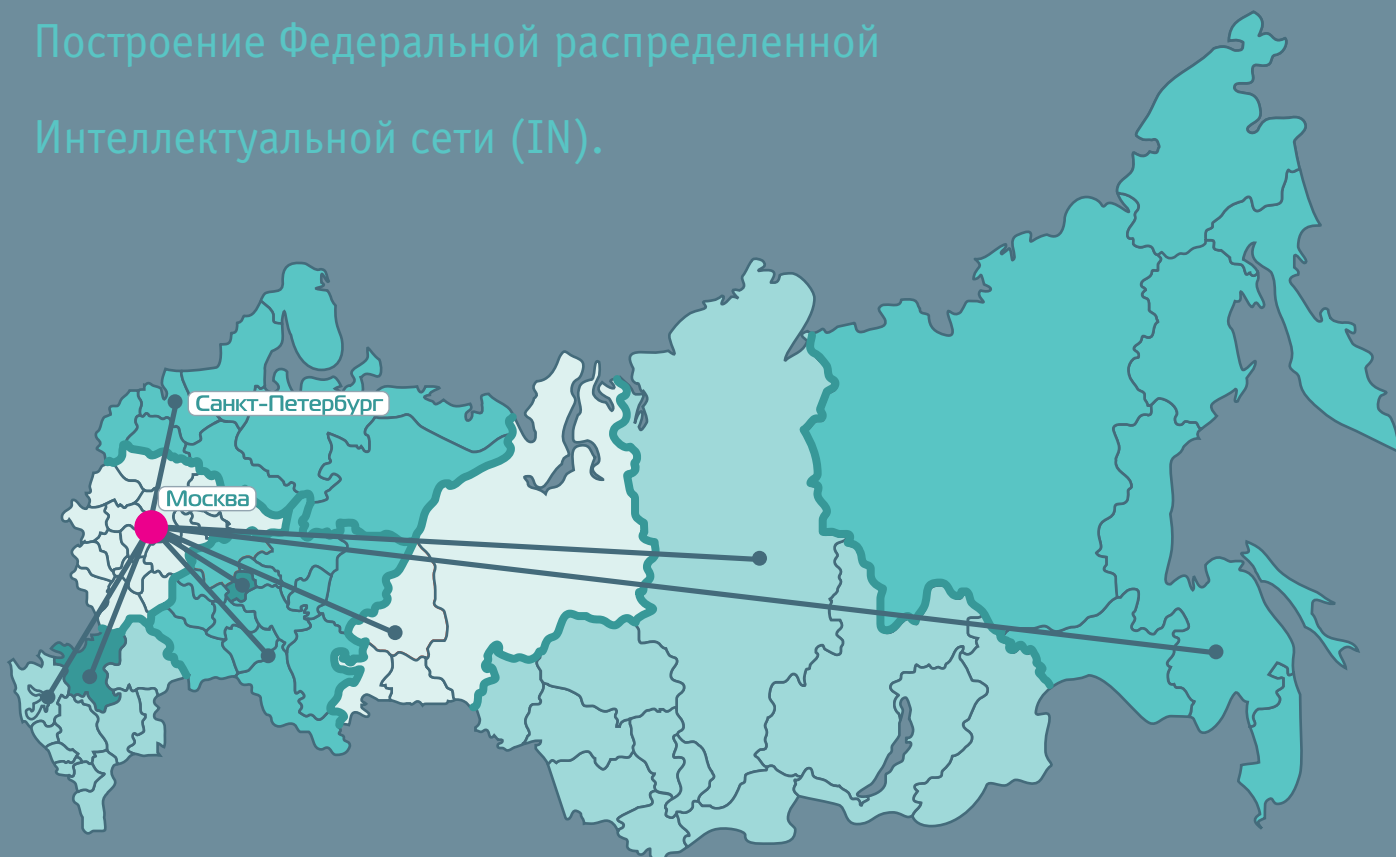 Построение Федеральной распределенной
Интеллектуальной сети (IN).
Санкт-Петербург
Москва